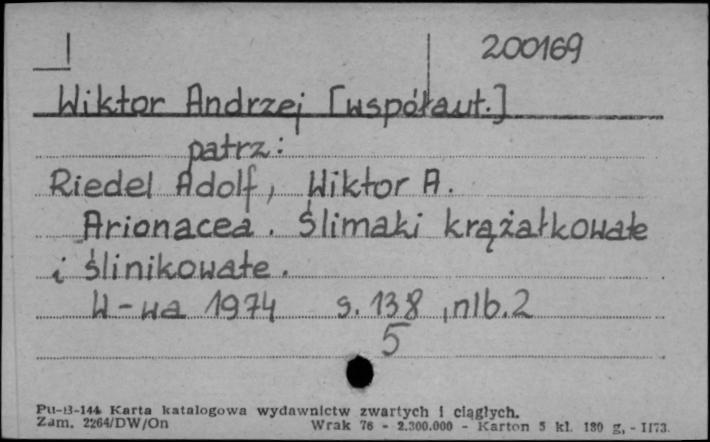 200169
Wiktor Andrzej [współaut.]
patrz:
Riedel Adolf, Wiktor A.
Arionacea. Ślimaki krążałkowate
i ślinikowate.
W-wa 1974 s. 138, nlb. 2
5
Pu-B-144 Karta katalogowa wydawnictw zwartych i ciągłych.
Zam. 2264/DW/On Wrak 76 - 2.300.000 - Karton 5 kl. 180 g, - 1173.